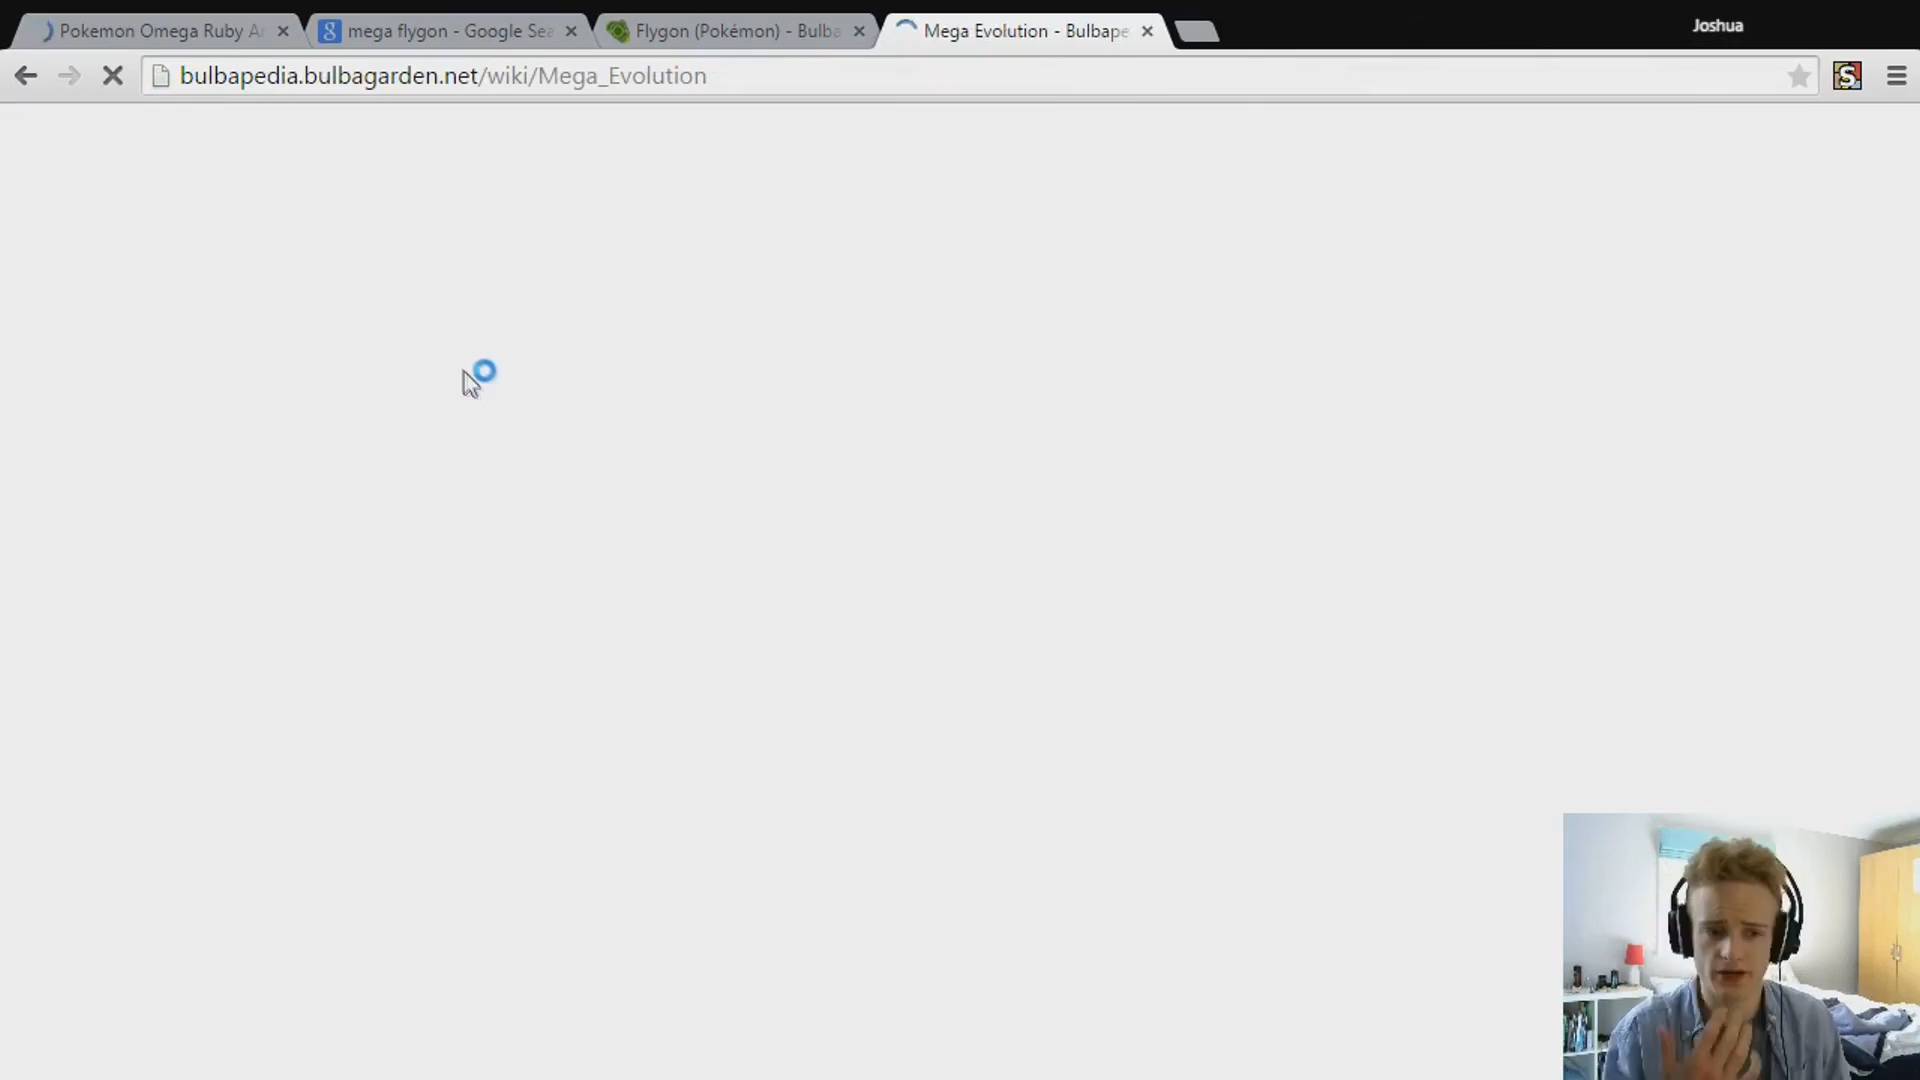 Joshua
Pokemon Omega Ruby A
mega flygon - Google Sea
Flygon (Pokémon) - Bulba
Mega Evolution - Bulbape
bulbapedia.bulbagarden.net/wiki/Mega_Evolution